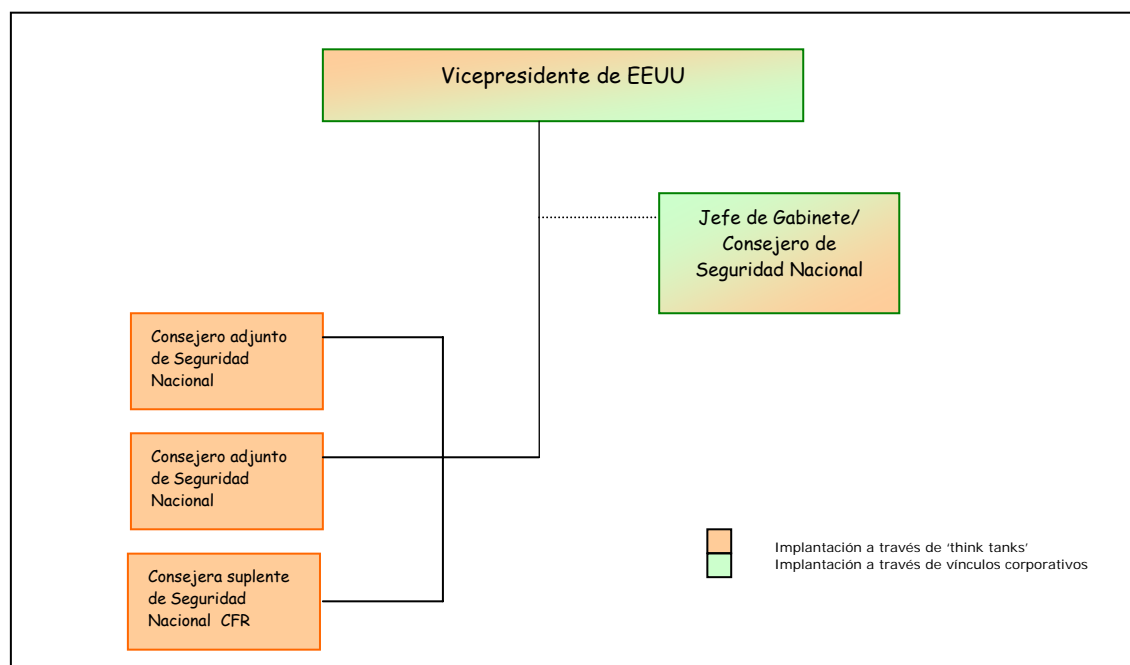 Vicepresidente de EEUU
Jefe de Gabinete/
Consejero de
Seguridad Nacional
Consejero adjunto
de Seguridad
Nacional
Consejero adjunto
de Seguridad
Nacional
Consejera suplente
de Seguridad
Nacional CFR
Implantación a través de ‘think tanks’
Implantación a través de vínculos corporativos